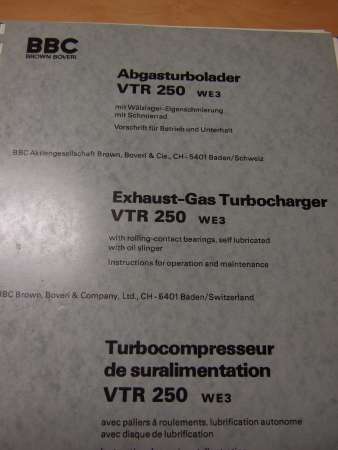 BBC
BROWN BOVERI
Abgasturbolader
VTR 250 WE3
mit Wälzlager-Eigenschmierung
mit Schmierrad
Vorschrift für Betrieb und Unterhalt
BBC Aktiengesellschaft Brown, Boveri & Cie., CH-5401 Baden/Schweiz
Exhaust-Gas Turbocharger
VTR 250 WE3
with rolling-contact bearings, self lubricated
with oil slinger
Instructions for operation and maintenance
BBC Brown, Boveri & Company, Ltd., CH-5401 Baden/Switzerland
Turbocompresseur
de suralimentation
VTR 250 WE3
avec paliers à roulements, lubrification autonome
avec disque de lubrification